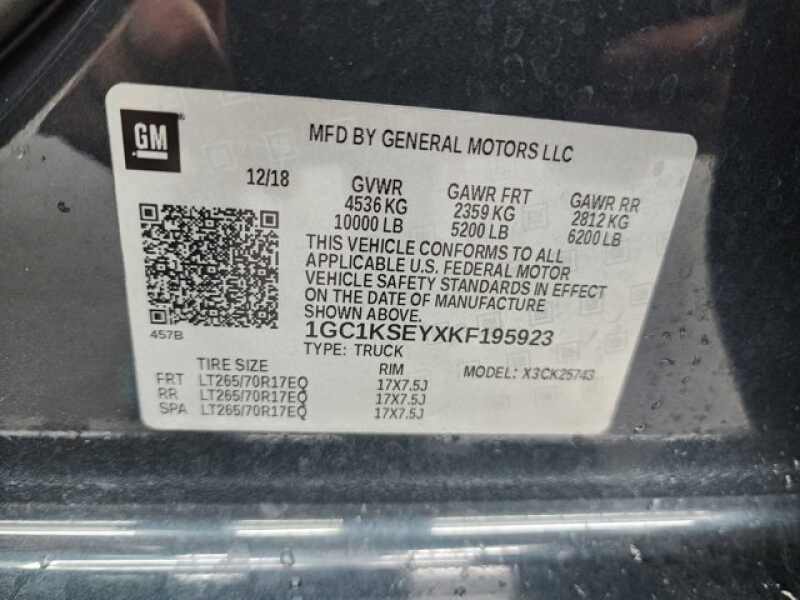 GM
MFD BY GENERAL MOTORS LLC
12/18
GVWR
4536 KG
10000 LB
GAWR FRT
2359 KG
5200 LB
GAWR RR
2812 KG
6200 LB
THIS VEHICLE CONFORMS TO ALL
APPLICABLE U.S. FEDERAL MOTOR
VEHICLE SAFETY STANDARDS IN EFFECT
ON THE DATE OF MANUFACTURE
SHOWN ABOVE.
457B
1GC1KSEYXKF195923
TYPE: TRUCK
MODEL: X3CK25743
TIRE SIZE RIM
FRT LT265/70R17EQ 17X7.5J
RR LT265/70R17EQ 17X7.5J
SPA LT265/70R17EQ 17X7.5J